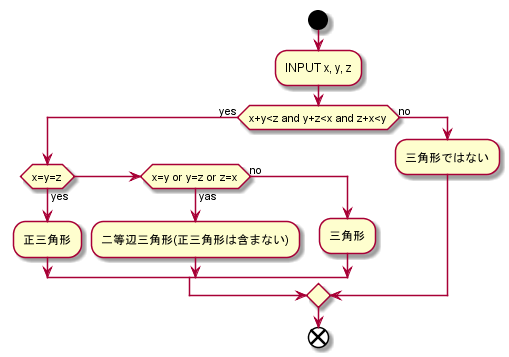 INPUT x, y, z
yes
x+y<z and y+z<x and z+x<y
no
三角形ではない
x=y=z
x=y or y=z or z=x
no
yes
yas
正三角形
二等辺三角形(正三角形は含まない)
三角形